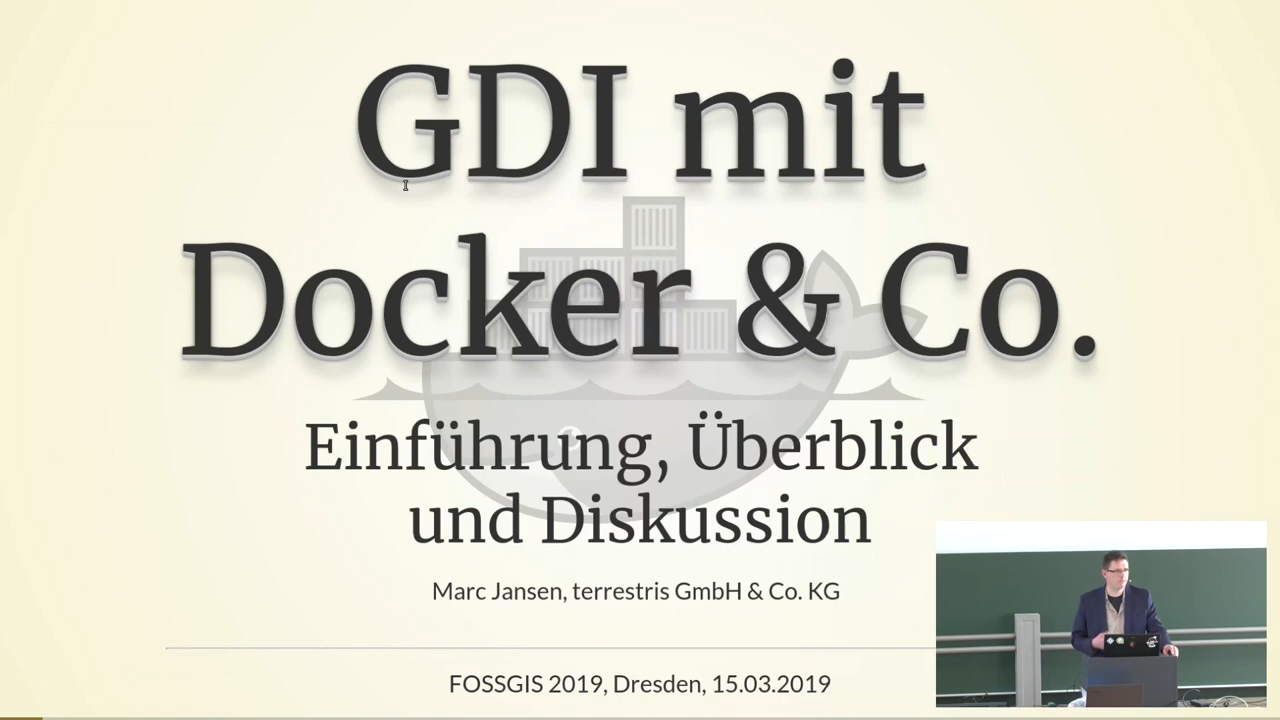 GDI mit
Docker & Co.
Einführung, Überblick
und Diskussion
Marc Jansen, terrestris GmbH & Co. KG
FOSSGIS 2019, Dresden, 15.03.2019